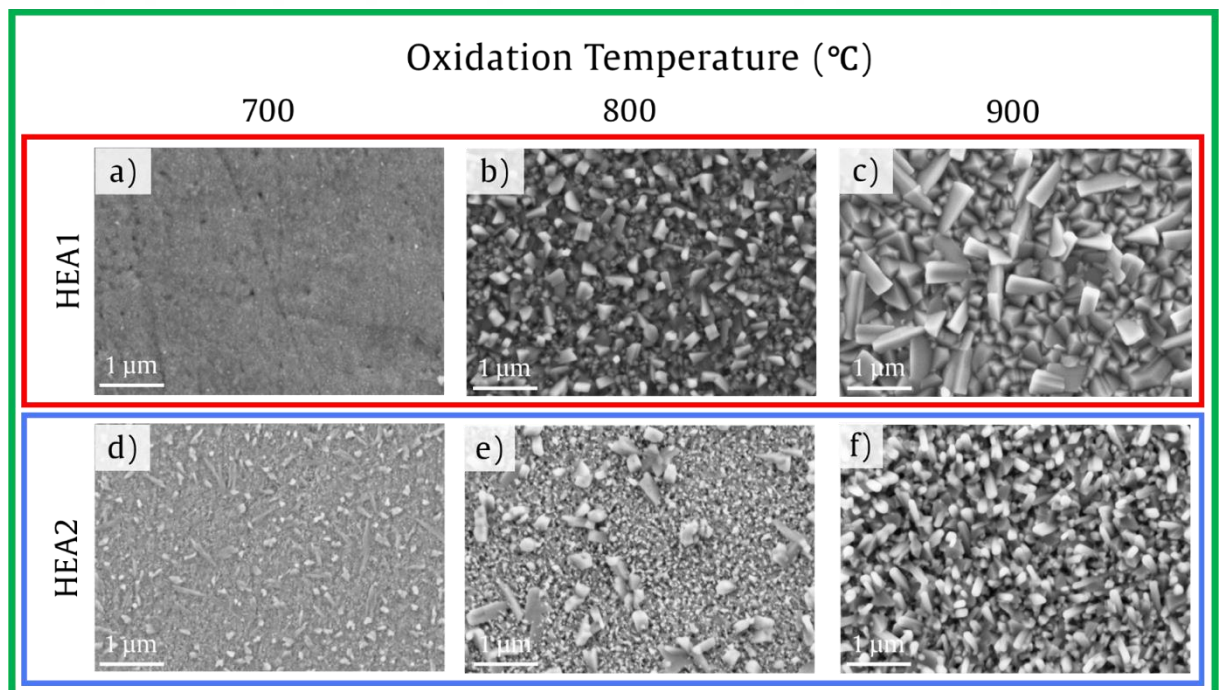 Oxidation Temperature (℃)
700 800 900
HEA1
a) b) c)
1 μm 1 μm 1 μm
HEA2
d) e) f)
1 μm 1 μm 1 μm